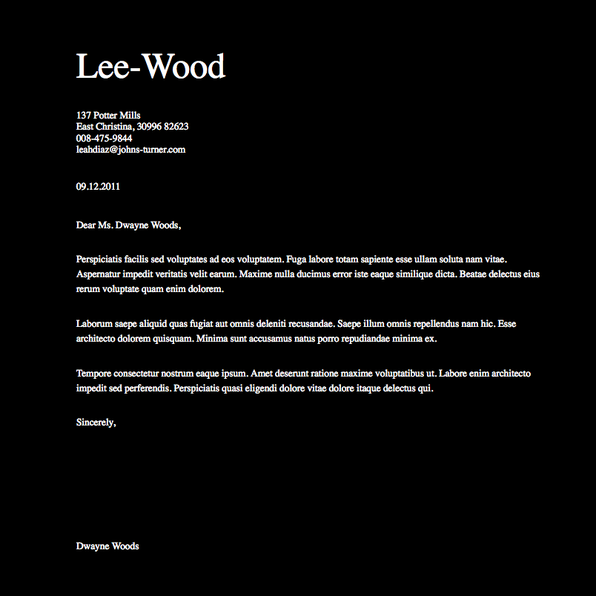 Lee-Wood
137 Potter Mills
East Christina, 30996 82623
008-475-9844
leahdiaz@johns-turner.com
09.12.2011
Dear Ms. Dwayne Woods,
Perspiciatis facilis sed voluptates ad eos voluptatem. Fuga labore totam sapiente esse ullam soluta nam vitae.
Aspernatur impedit veritatis velit earum. Maxime nulla ducimus error iste eaque similique dicta. Beatae delectus eius
rerum voluptate quam enim dolorem.
Laborum saepe aliquid quas fugiat aut omnis deleniti recusandae. Saepe illum omnis repellendus nam hic. Esse
architecto dolorem quisquam. Minima sunt accusamus natus porro repudiandae minima ex.
Tempore consectetur nostrum eaque ipsum. Amet deserunt ratione maxime voluptatibus ut. Labore enim architecto
impedit sed perferendis. Perspiciatis quasi eligendi dolore vitae dolore itaque delectus qui.
Sincerely,
Dwayne Woods